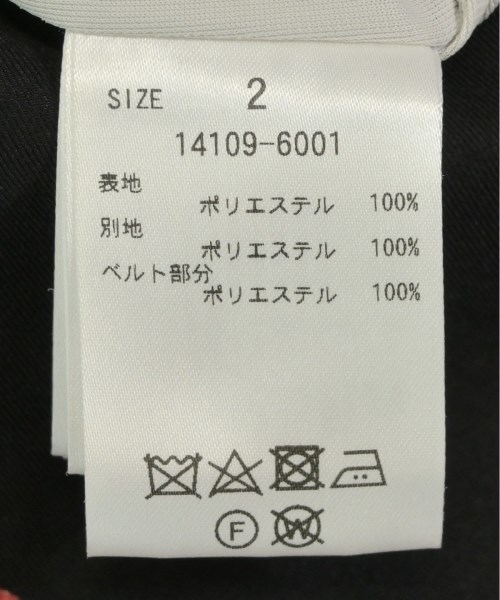 SIZE 2
14109-6001
表地
ポリエステル 100%
別地
ポリエステル 100%
ベルト部分
ポリエステル 100%
F W